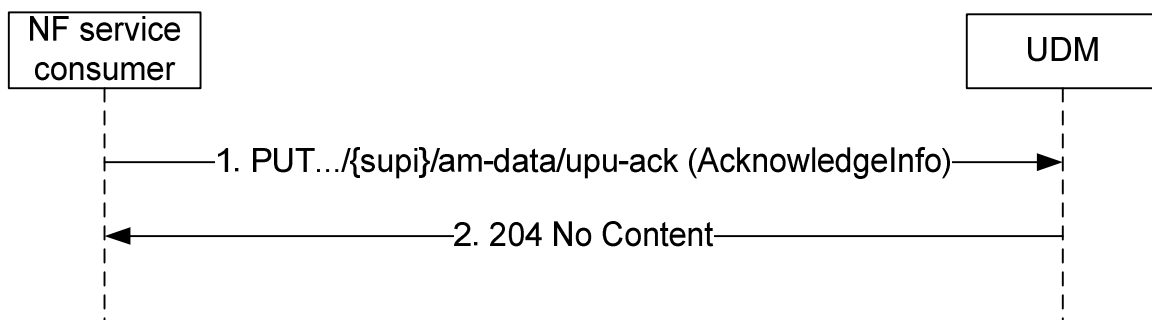 NF service
consumer
UDM
1. PUT.../{supi}/am-data/upu-ack (AcknowledgeInfo)
2. 204 No Content